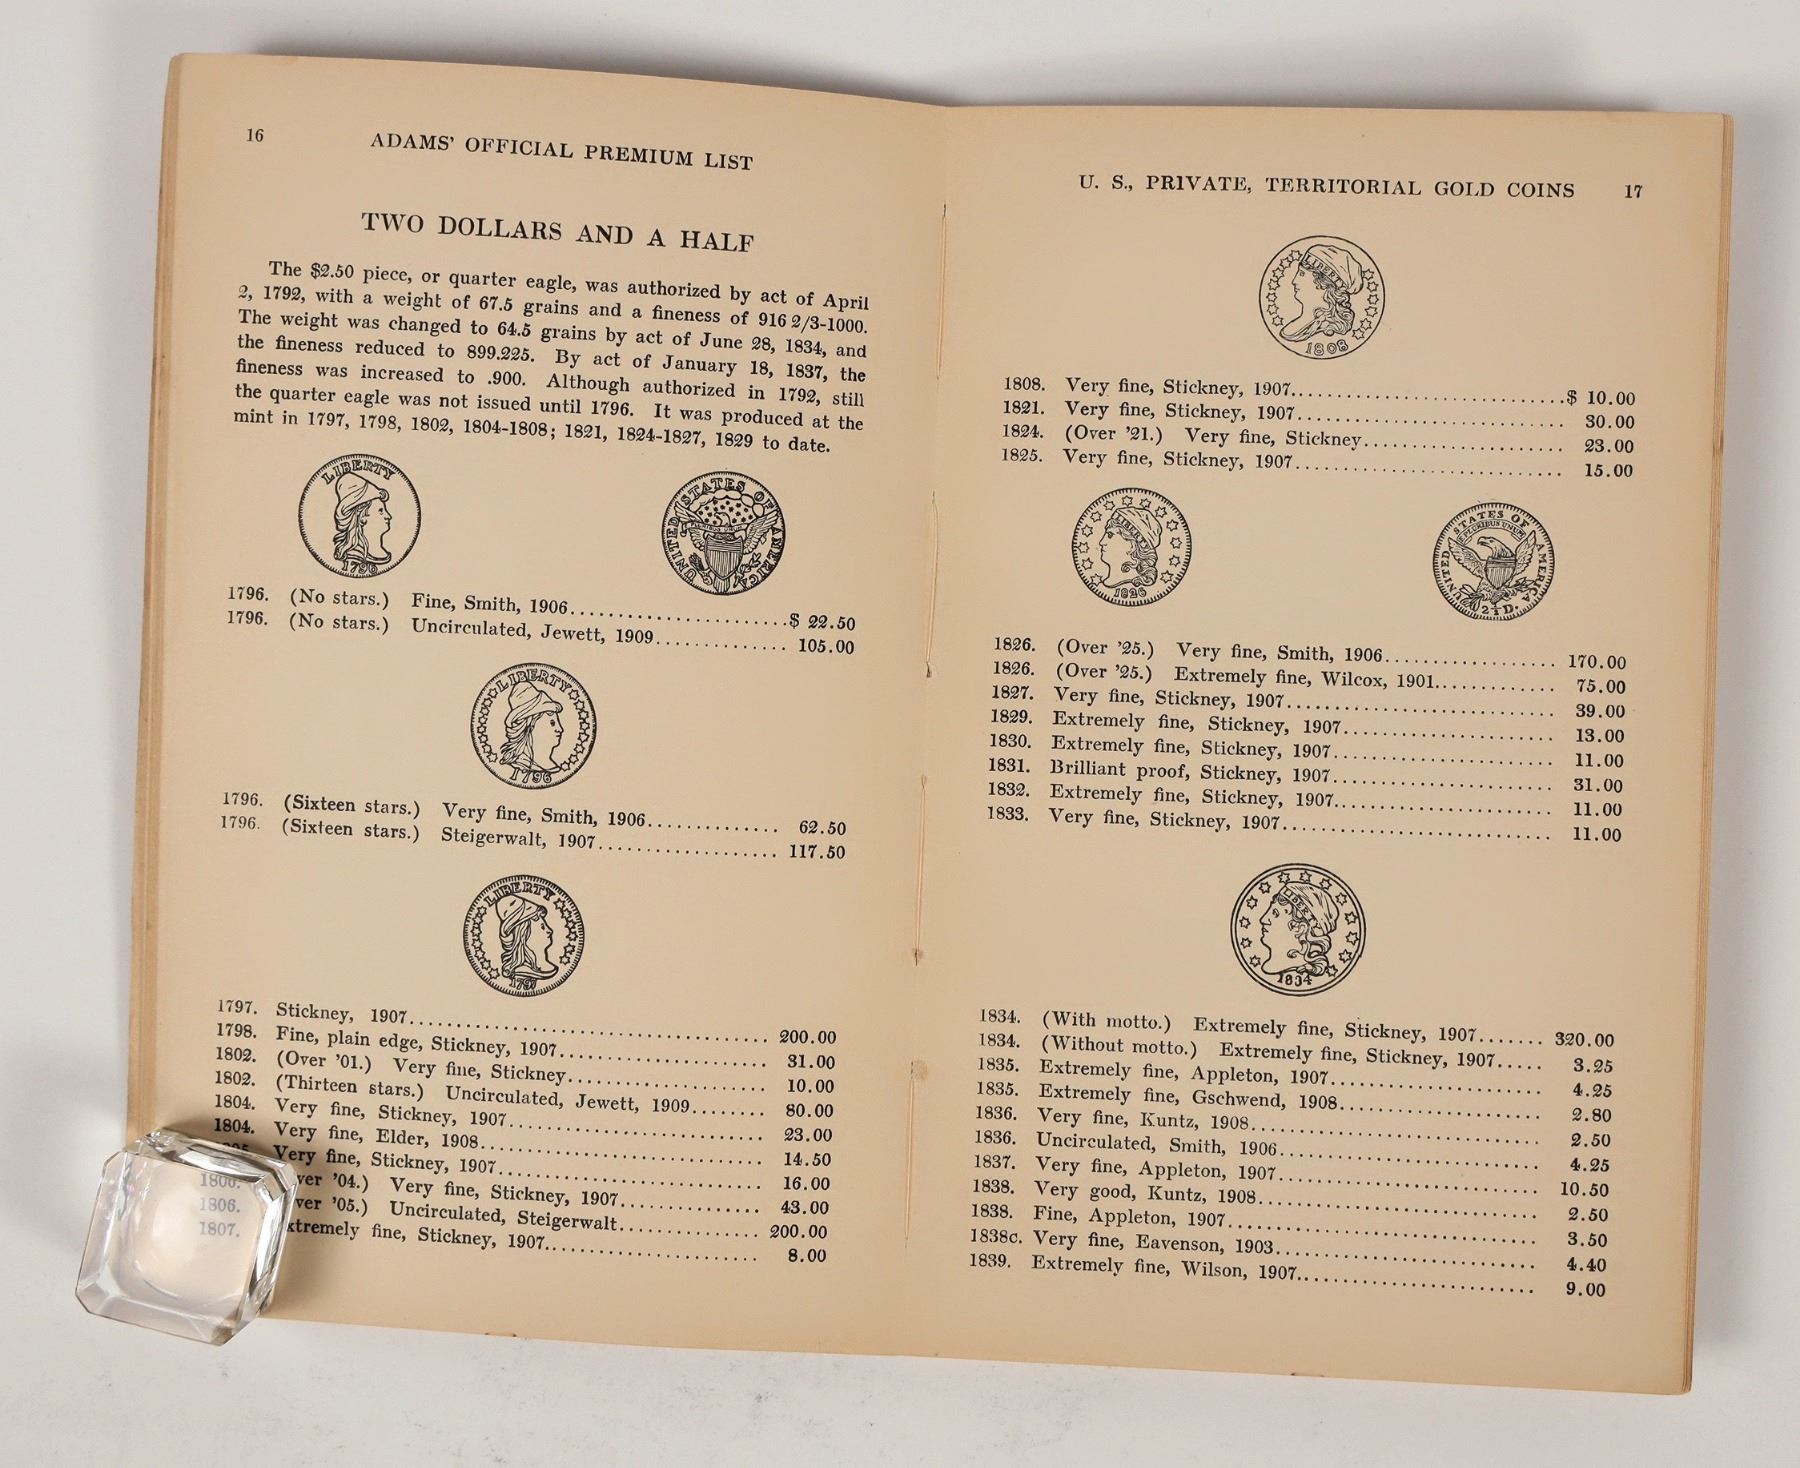 16
ADAMS' OFFICIAL PREMIUM LIST
TWO DOLLARS AND A HALF
The $2.50 piece, or quarter eagle, was authorized by act of April
2, 1792, with a weight of 67.5 grains and a fineness of 916 2/3-1000.
The weight was changed to 64.5 grains by act of June 28, 1834, and
the fineness reduced to 899.225. By act of January 18, 1837, the
fineness was increased to .900. Although authorized in 1792, still
the quarter eagle was not issued until 1796. It was produced at the
mint in 1797, 1798, 1802, 1804-1808; 1821, 1824-1827, 1829 to date.
LIBERTY
1796
UNITED STATES OF AMERICA
1796. (No stars.) Fine, Smith, 1906..........................$ 22.50
1796. (No stars.) Uncirculated, Jewett, 1909.............. 105.00
LIBERTY
1796
1796. (Sixteen stars.) Very fine, Smith, 1906.............. 62.50
1796. (Sixteen stars.) Steigerwalt, 1907.................... 117.50
LIBERTY
1797
1797. Stickney, 1907........................................ 200.00
1798. Fine, plain edge, Stickney, 1907....................... 31.00
1802. (Over '01.) Very fine, Stickney...................... 10.00
1802. (Thirteen stars.) Uncirculated, Jewett, 1909........ 80.00
1804. Very fine, Stickney, 1907............................ 23.00
1804. Very fine, Elder, 1908............................... 14.50
Very fine, Stickney, 1907............................. 16.00
1806. '04.) Very fine, Stickney, 1907............... 43.00
1806. '05.) Uncirculated, Steigerwalt............... 200.00
1807. Extremely fine, Stickney, 1907........................ 8.00
U. S., PRIVATE, TERRITORIAL GOLD COINS 17
LIBERTY
1808
1808. Very fine, Stickney, 1907..............................$ 10.00
1821. Very fine, Stickney, 1907.............................. 30.00
1824. (Over '21.) Very fine, Stickney...................... 23.00
1825. Very fine, Stickney, 1907.............................. 15.00
LIBERTY
1826
UNITED STATES OF AMERICA
E PLURIBUS UNUM
2½ D.
1826. (Over '25.) Very fine, Smith, 1906................... 170.00
1826. (Over '25.) Extremely fine, Wilcox, 1901............. 75.00
1827. Very fine, Stickney, 1907.............................. 39.00
1829. Extremely fine, Stickney, 1907........................ 13.00
1830. Extremely fine, Stickney, 1907........................ 11.00
1831. Brilliant proof, Stickney, 1907........................ 31.00
1832. Extremely fine, Stickney, 1907........................ 11.00
1833. Very fine, Stickney, 1907.............................. 11.00
LIBERTY
1834
1834. (With motto.) Extremely fine, Stickney, 1907....... 320.00
1834. (Without motto.) Extremely fine, Stickney, 1907..... 3.25
1835. Extremely fine, Appleton, 1907........................ 4.25
1835. Extremely fine, Gschwend, 1908....................... 2.80
1836. Very fine, Kuntz, 1908................................ 2.50
1836. Uncirculated, Smith, 1906............................. 4.25
1837. Very fine, Appleton, 1907............................. 10.50
1838. Very good, Kuntz, 1908............................... 2.50
1838. Fine, Appleton, 1907.................................. 3.50
1838c. Very fine, Eavenson, 1903............................ 4.40
1839. Extremely fine, Wilson, 1907.......................... 9.00